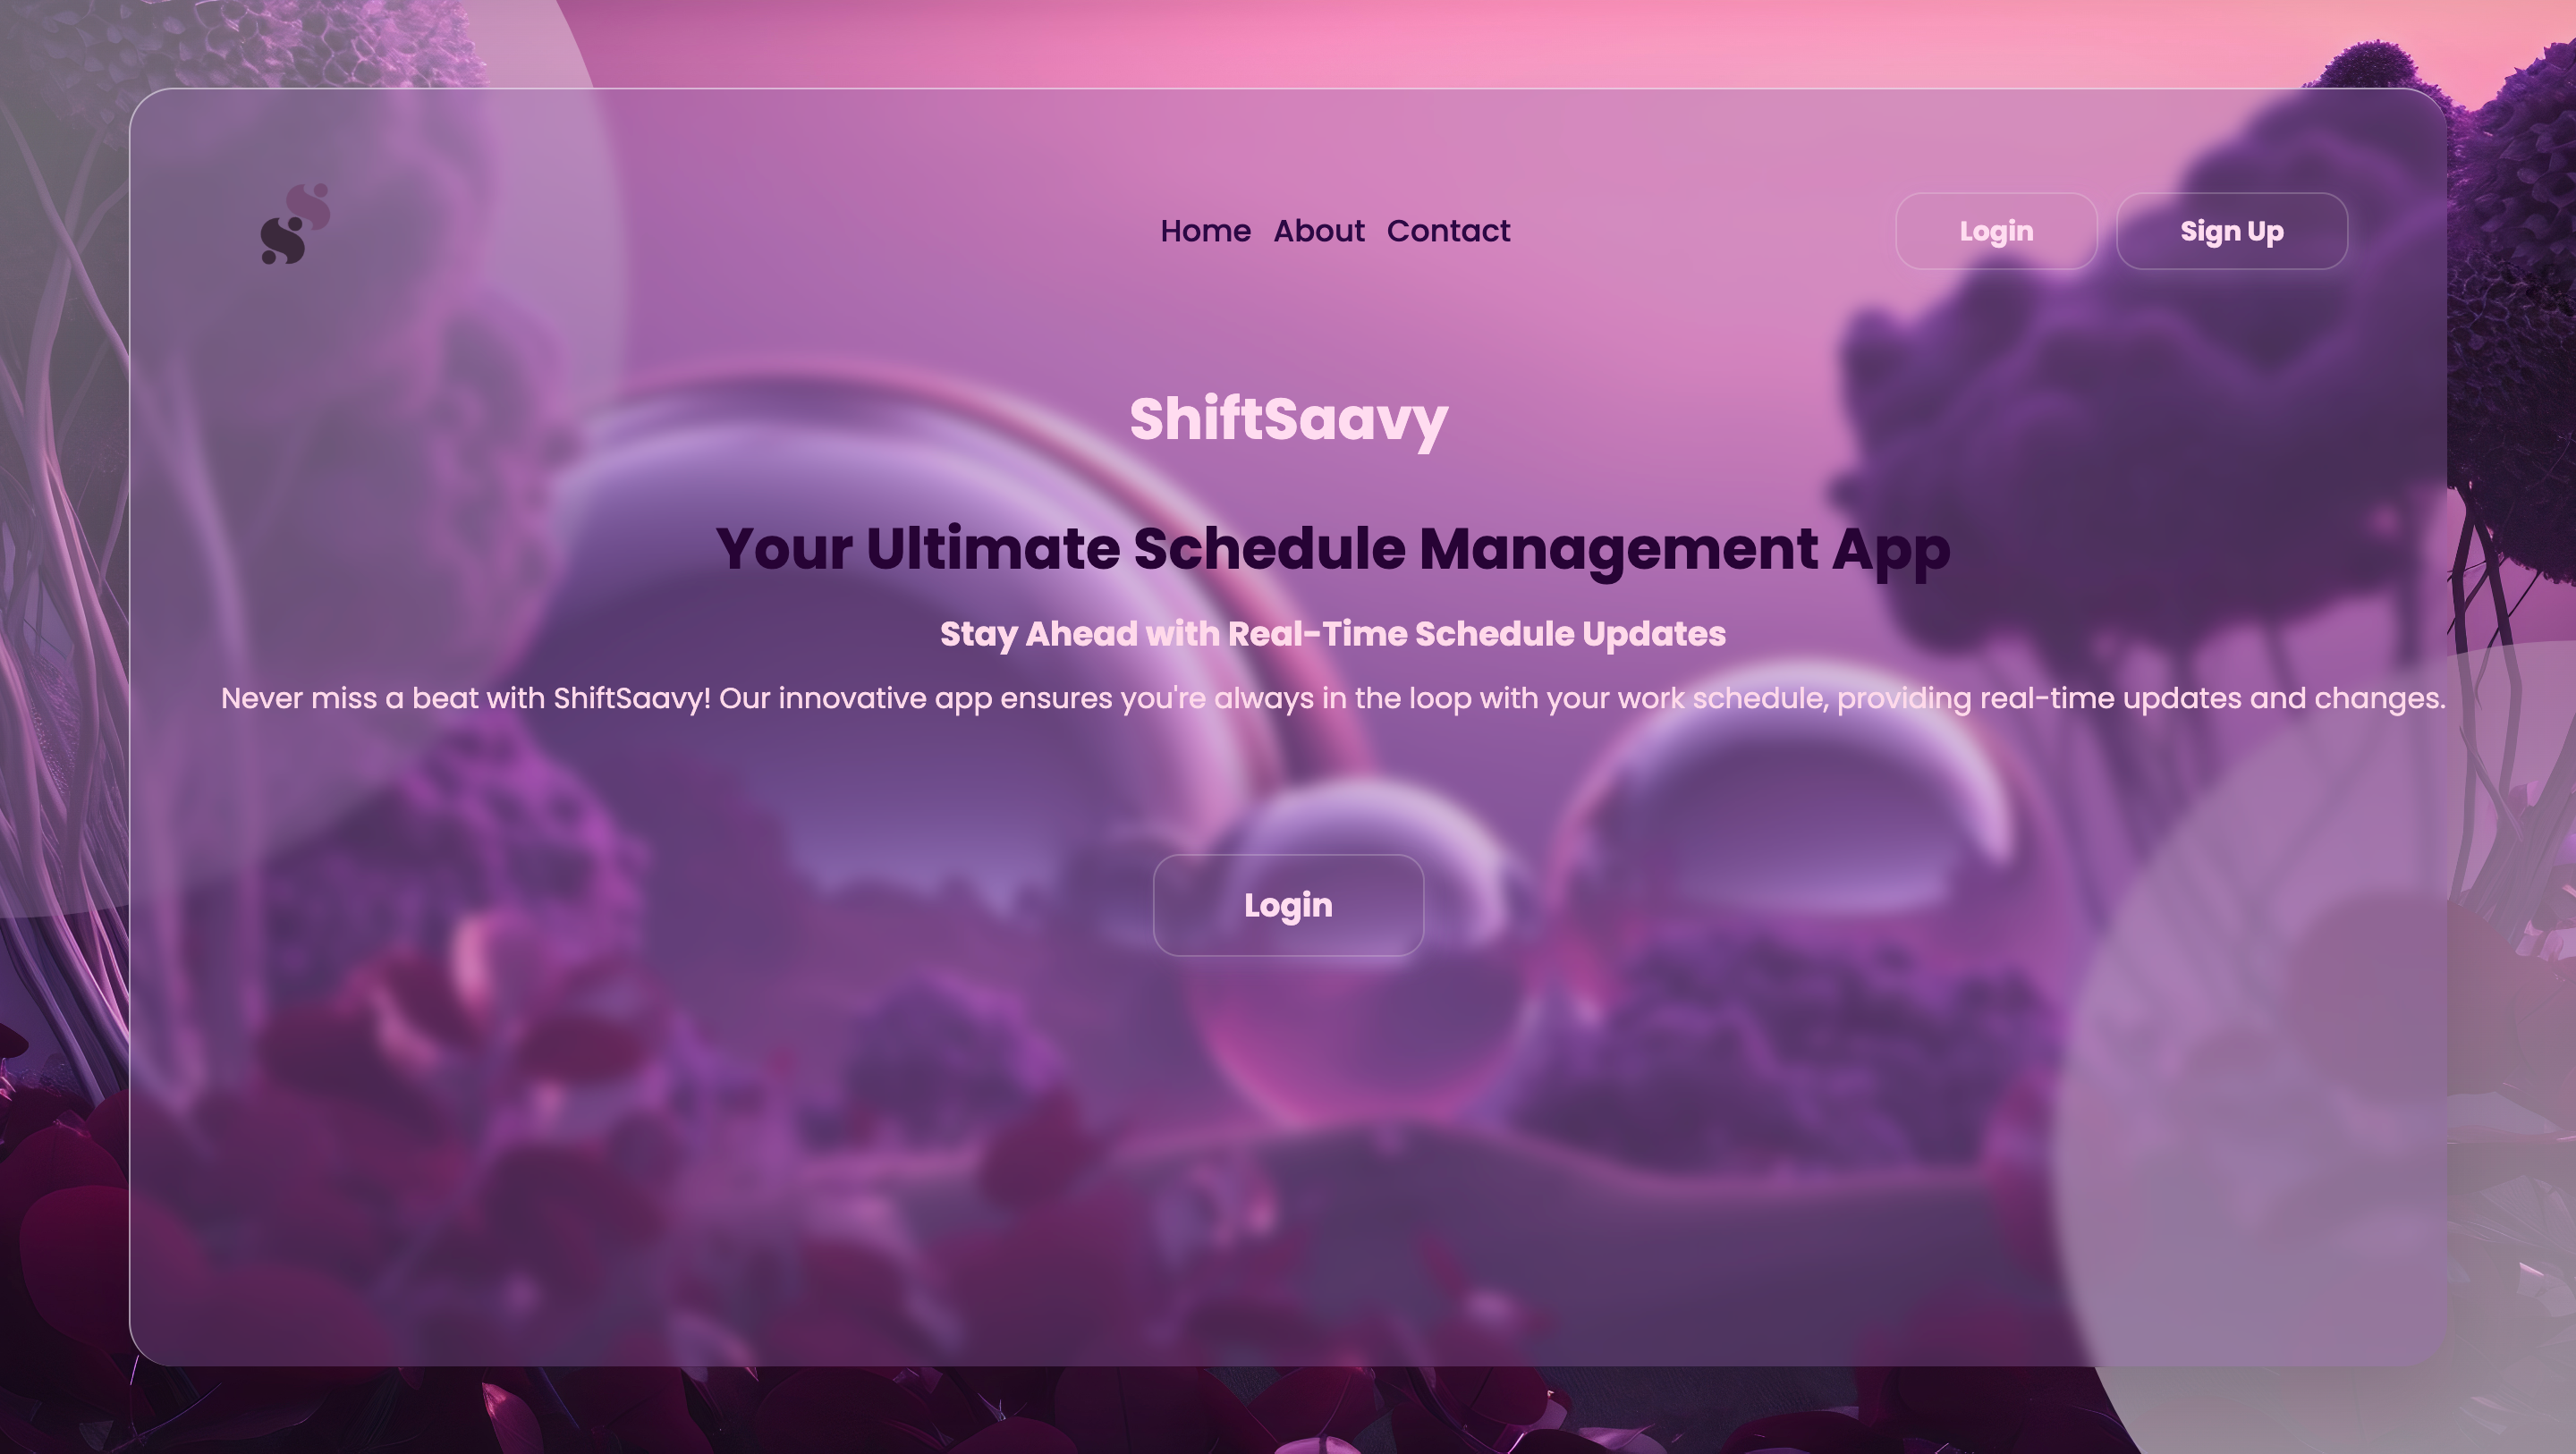 Home About Contact
Login
Sign Up
ShiftSaavy
Your Ultimate Schedule Management App
Stay Ahead with Real-Time Schedule Updates
Never miss a beat with ShiftSaavy! Our innovative app ensures you're always in the loop with your work schedule, providing real-time updates and changes.
Login